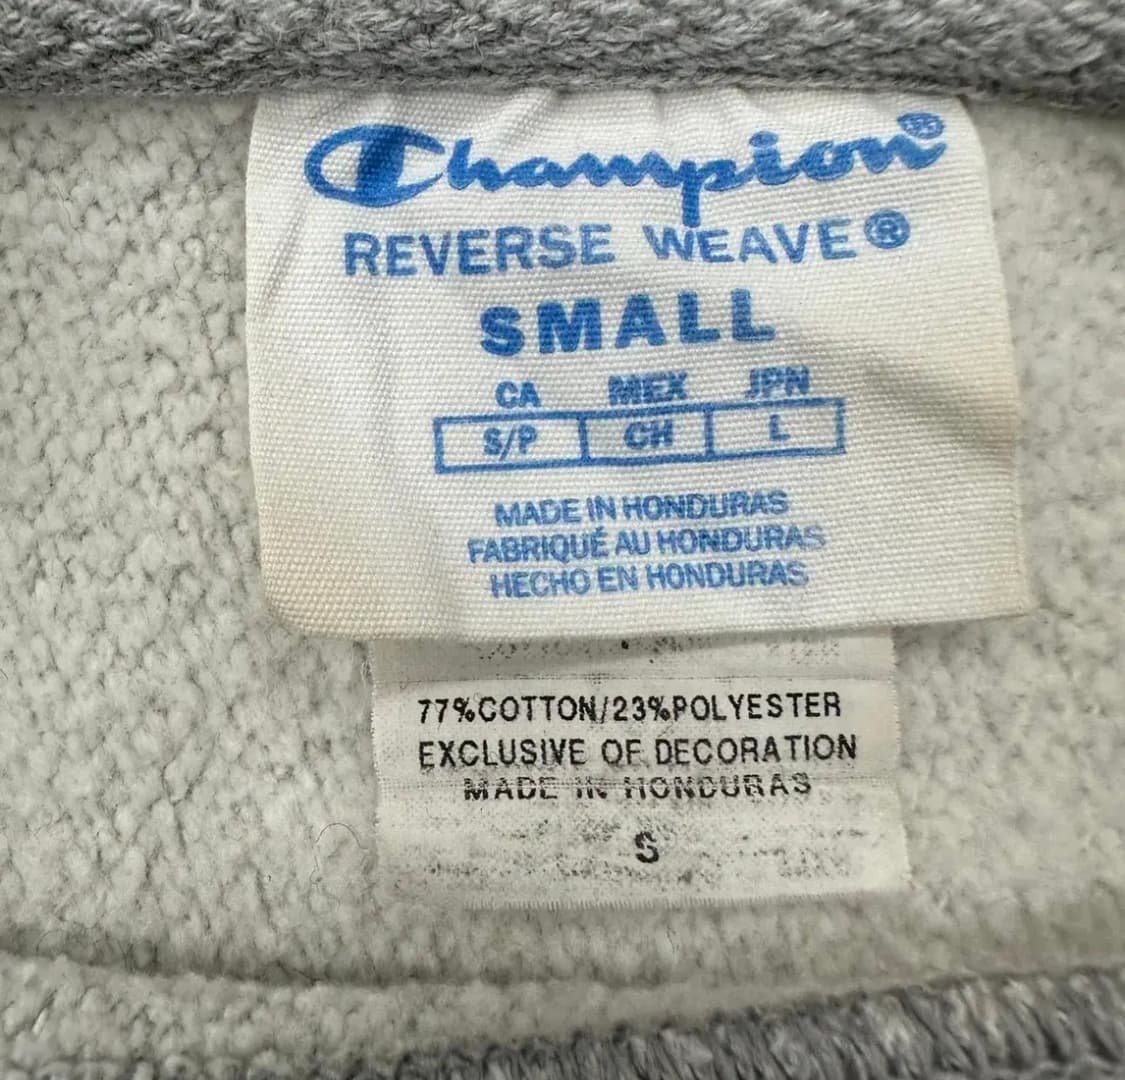 Champion®
REVERSE WEAVE®
SMALL
CA MEX JPN
S/P CH L
MADE IN HONDURAS
FABRIQUÉ AU HONDURAS
HECHO EN HONDURAS
77%COTTON/23%POLYESTER
EXCLUSIVE OF DECORATION
MADE IN HONDURAS
S